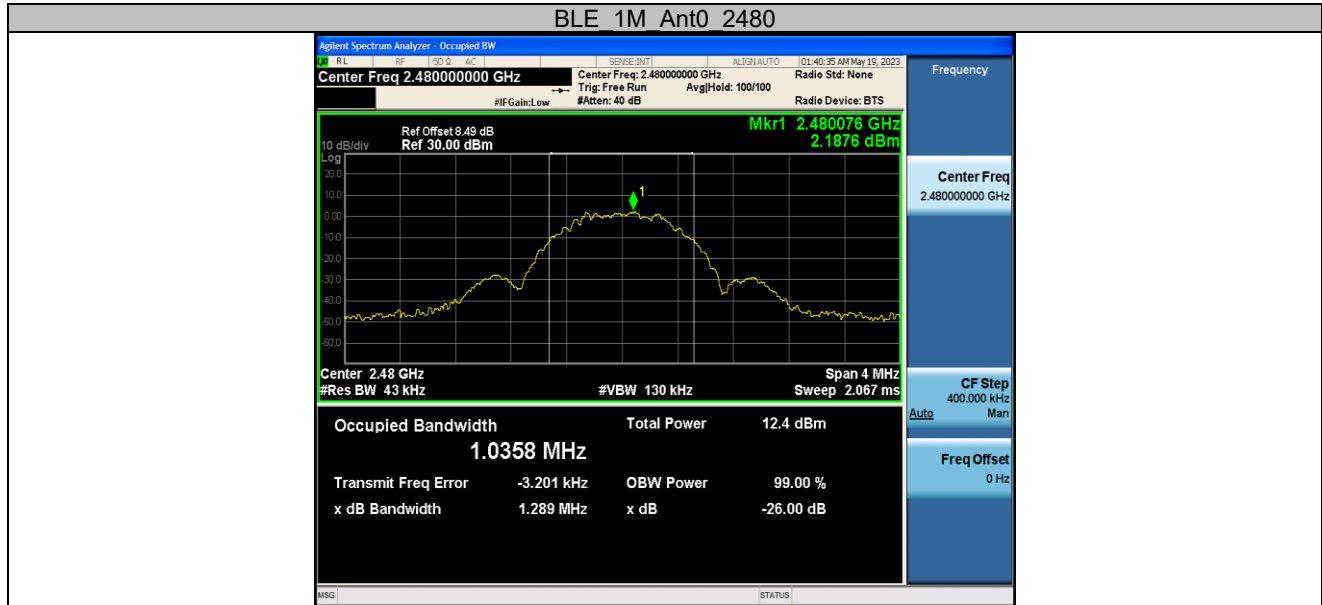 BLE_1M_Ant0_2480
Agilent Spectrum Analyzer - Occupied BW
LXI RL RF 50 Ω AC SENSE:INT ALIGN AUTO 01:40:35 AM May 19, 2023
Center Freq 2.480000000 GHz Center Freq: 2.480000000 GHz Radio Std: None
Trig: Free Run Avg|Hold: 100/100
#IFGain:Low #Atten: 40 dB Radio Device: BTS
Frequency
Mkr1 2.480076 GHz
Ref Offset 8.49 dB
10 dB/div Ref 30.00 dBm 2.1876 dBm
Log
20.0
10.0
1
0.00
-10.0
-20.0
-30.0
-40.0
-50.0
-60.0
Center 2.48 GHz Span 4 MHz
#Res BW 43 kHz #VBW 130 kHz Sweep 2.067 ms
Center Freq
2.480000000 GHz
CF Step
400.000 kHz
Auto Man
Freq Offset
0 Hz
Occupied Bandwidth Total Power 12.4 dBm
1.0358 MHz
Transmit Freq Error -3.201 kHz OBW Power 99.00 %
x dB Bandwidth 1.289 MHz x dB -26.00 dB
MSG STATUS